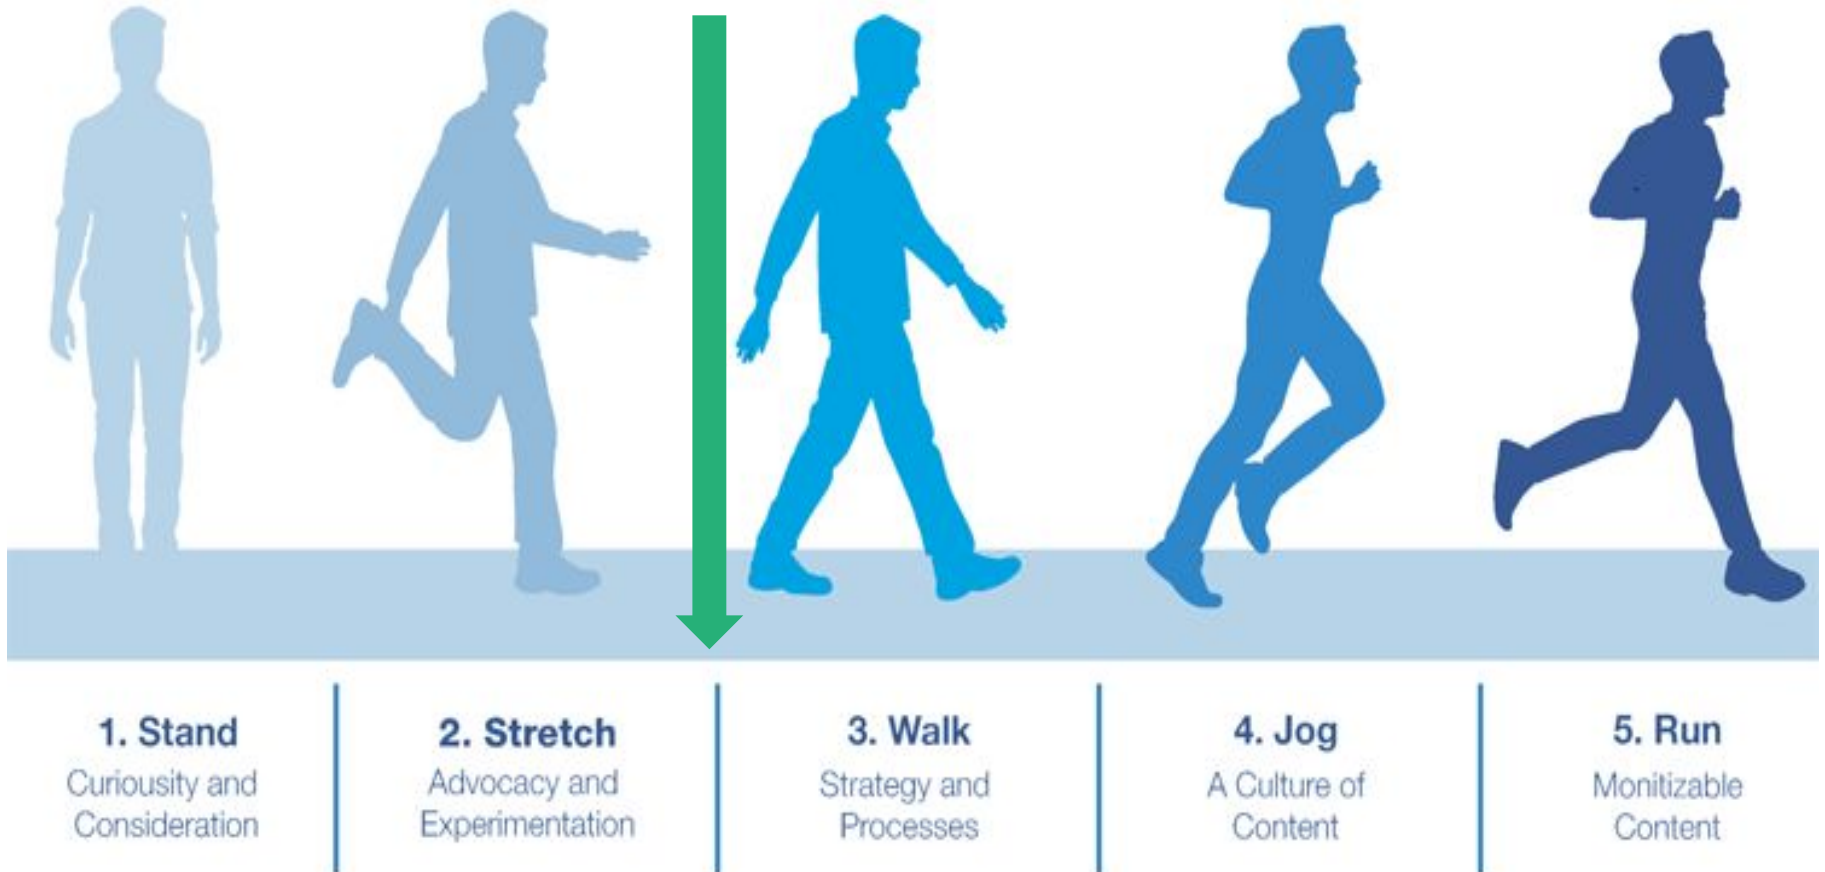 1. Stand
Curiousity and
Consideration
2. Stretch
Advocacy and
Experimentation
3. Walk
Strategy and
Processes
4. Jog
A Culture of
Content
5. Run
Monitizable
Content